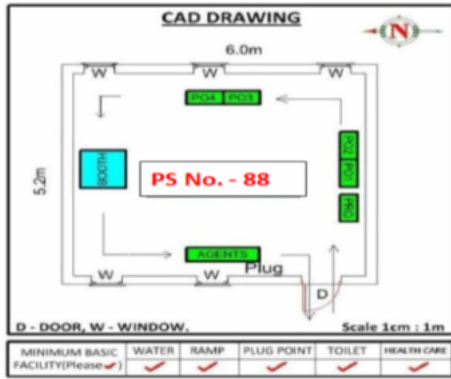 CAD DRAWING
N
6.0m
W W W
PO4 PO3
5.2m
BOOTH
PS No. - 88
PO2
PO1
PRO
AGENTS
Plug
W W
D
D - DOOR, W - WINDOW.
Scale 1cm : 1m
MINIMUM BASIC FACILITY(Please ✓) WATER RAMP PLUG POINT TOILET HEALTH CARE
✓ ✓ ✓ ✓ ✓